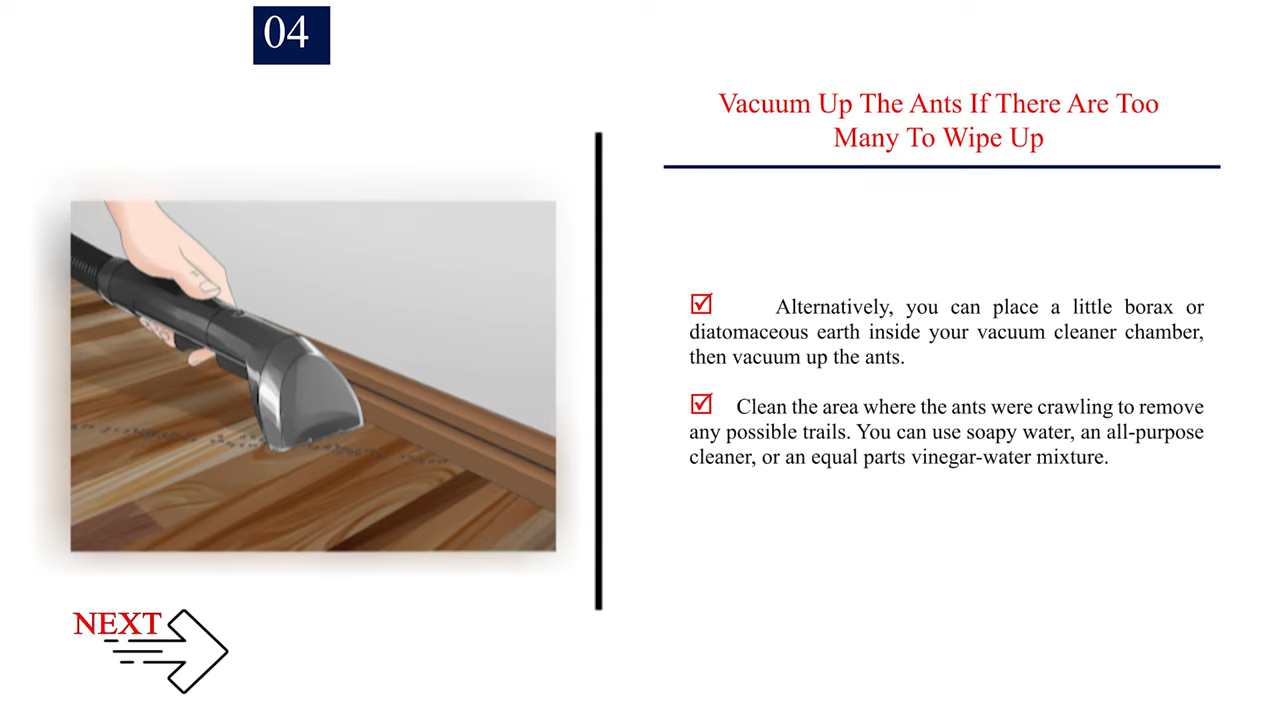 04
Vacuum Up The Ants If There Are Too
Many To Wipe Up
Alternatively, you can place a little borax or
diatomaceous earth inside your vacuum cleaner chamber,
then vacuum up the ants.
Clean the area where the ants were crawling to remove
any possible trails. You can use soapy water, an all-purpose
cleaner, or an equal parts vinegar-water mixture.
NEXT